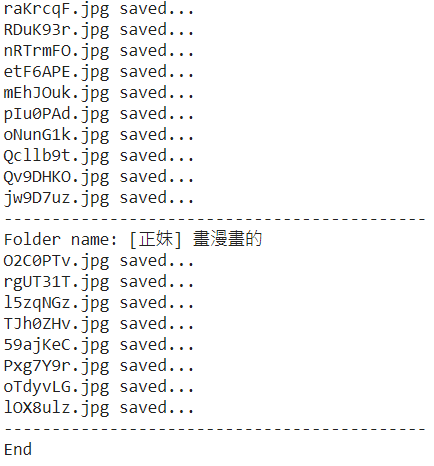 raKrcqF.jpg saved...
RDuK93r.jpg saved...
nRTrmFO.jpg saved...
etF6APE.jpg saved...
mEhJOuk.jpg saved...
pIu0PAd.jpg saved...
oNunG1k.jpg saved...
Qcllb9t.jpg saved...
Qv9DHKO.jpg saved...
jw9D7uz.jpg saved...
--------------------------------------------
Folder name: [正妹] 畫漫畫的
O2C0PTv.jpg saved...
rgUT31T.jpg saved...
l5zqNGz.jpg saved...
TJh0ZHv.jpg saved...
59ajKeC.jpg saved...
Pxg7Y9r.jpg saved...
oTdyvLG.jpg saved...
lOX8ulz.jpg saved...
--------------------------------------------
End